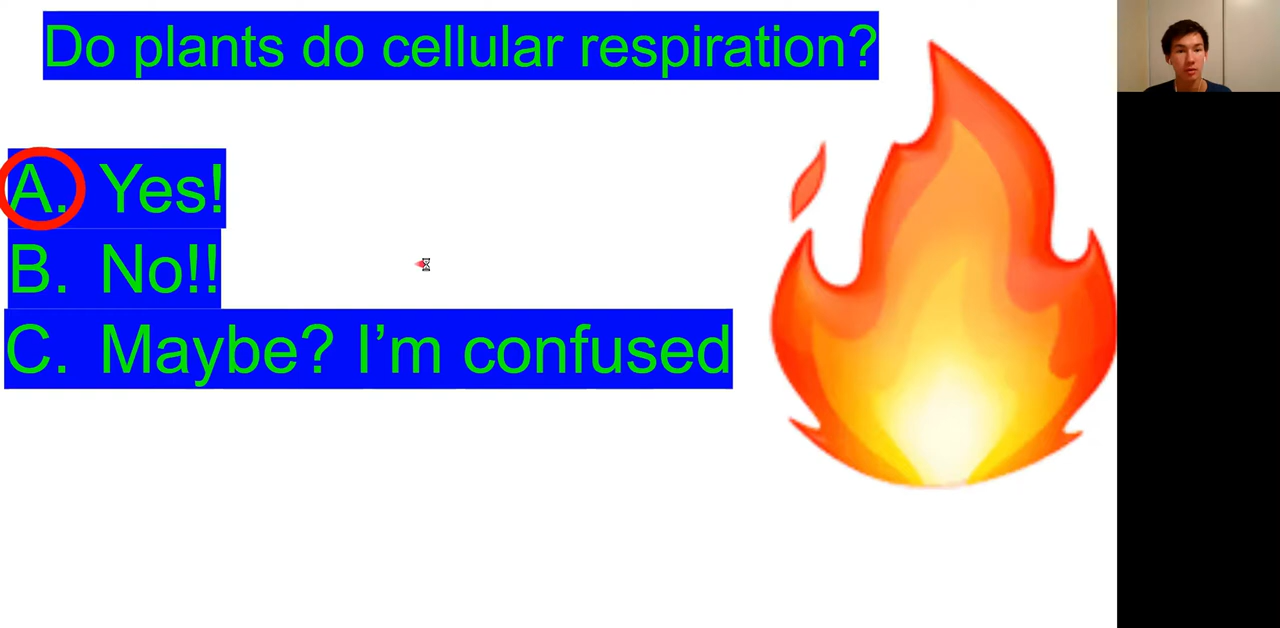 Do plants do cellular respiration?
A. Yes!
B. No!!
C. Maybe? I’m confused